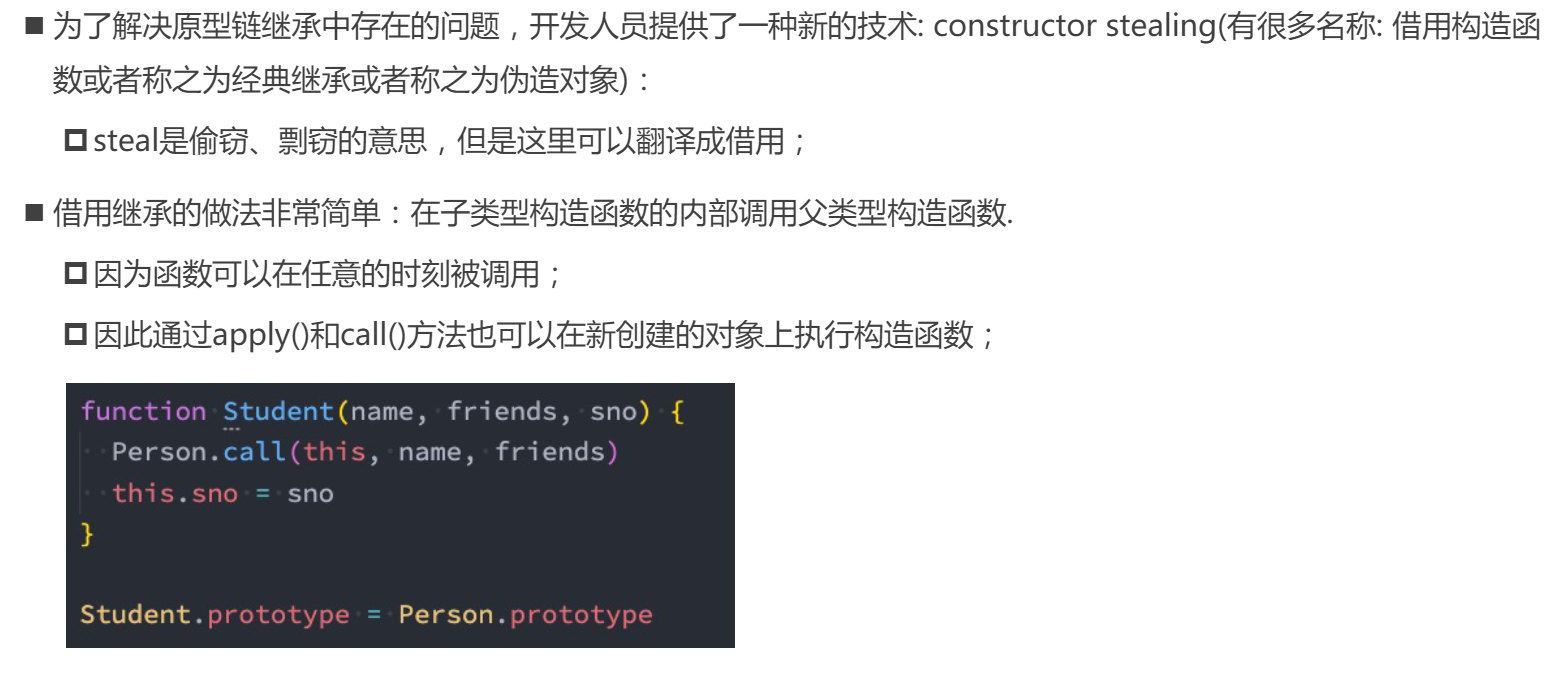 ■ 为了解决原型链继承中存在的问题，开发人员提供了一种新的技术: constructor stealing(有很多名称: 借用构造函
数或者称之为经典继承或者称之为伪造对象)：
steal是偷窃、剽窃的意思，但是这里可以翻译成借用；
■ 借用继承的做法非常简单：在子类型构造函数的内部调用父类型构造函数.
因为函数可以在任意的时刻被调用；
因此通过apply()和call()方法也可以在新创建的对象上执行构造函数；
function Student(name, friends, sno) {
  Person.call(this, name, friends)
  this.sno = sno
}
Student.prototype = Person.prototype